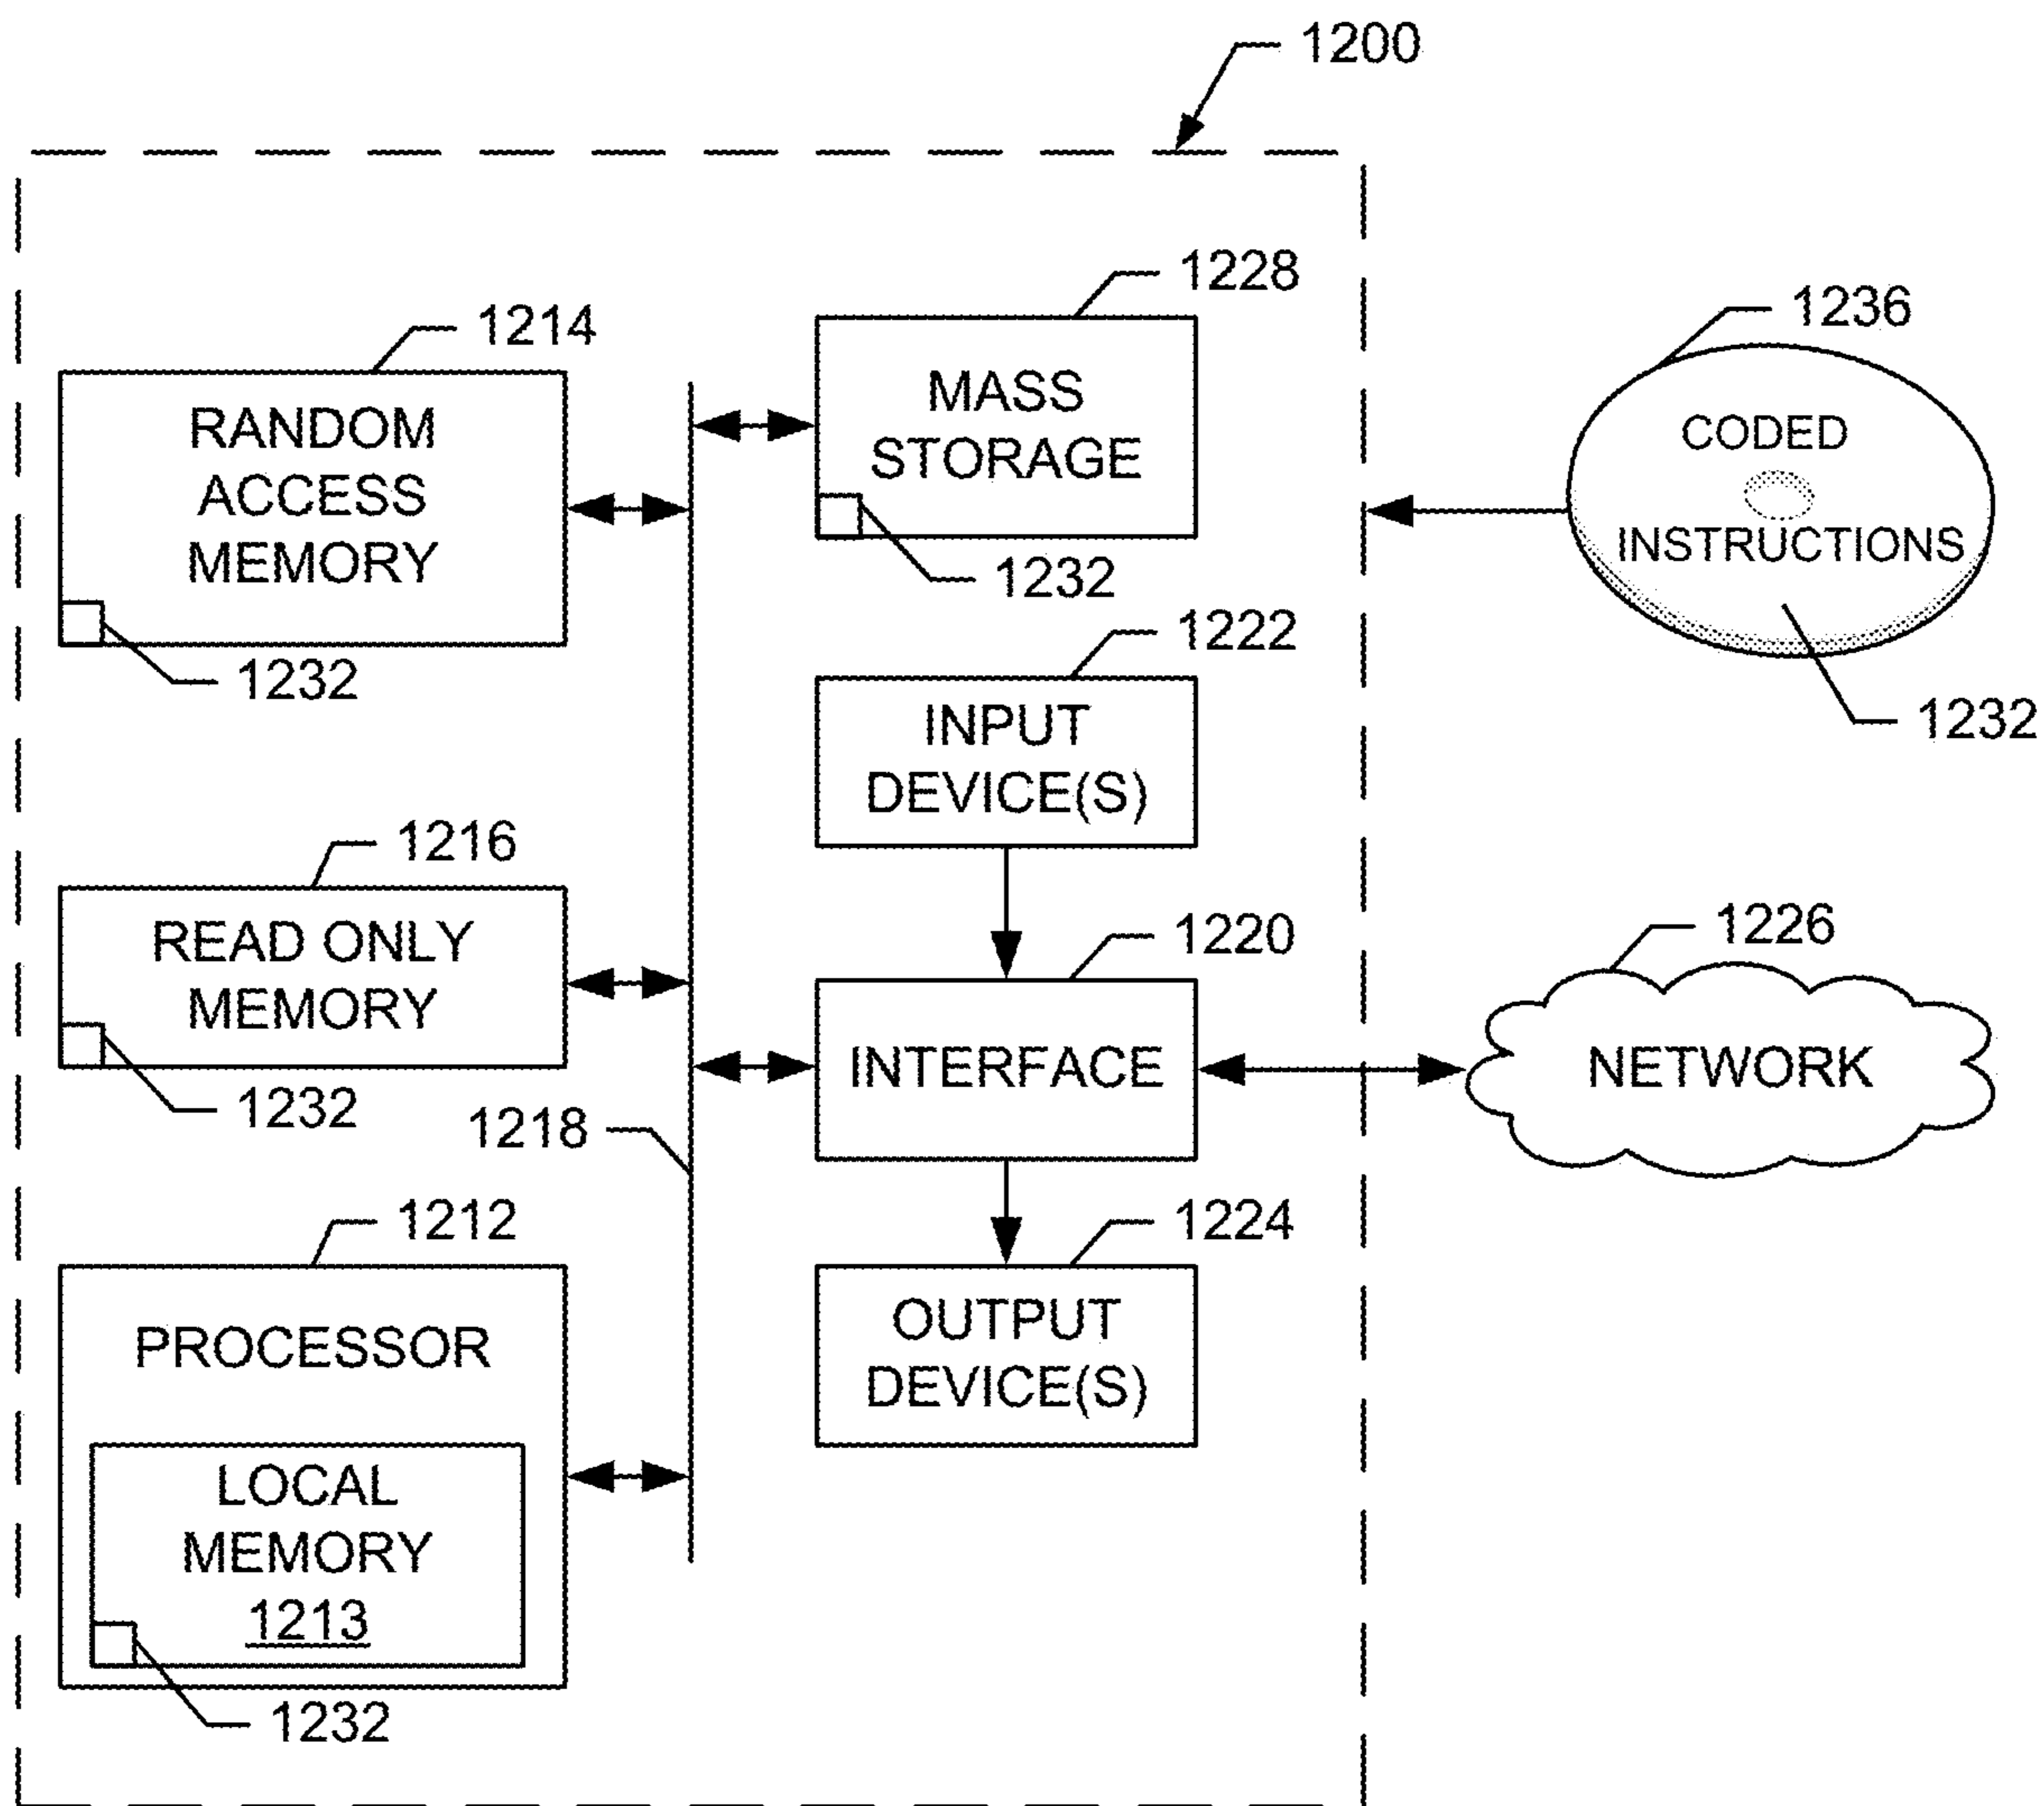 1200
1228
1214
1236
MASS
STORAGE
RANDOM
ACCESS
MEMORY
CODED
INSTRUCTIONS
1232
1232
1222
1232
INPUT
DEVICE(S)
1216
READ ONLY
MEMORY
1220
1226
INTERFACE
NETWORK
1232
1218
1212
1224
PROCESSOR
OUTPUT
DEVICE(S)
LOCAL
MEMORY
1213
1232